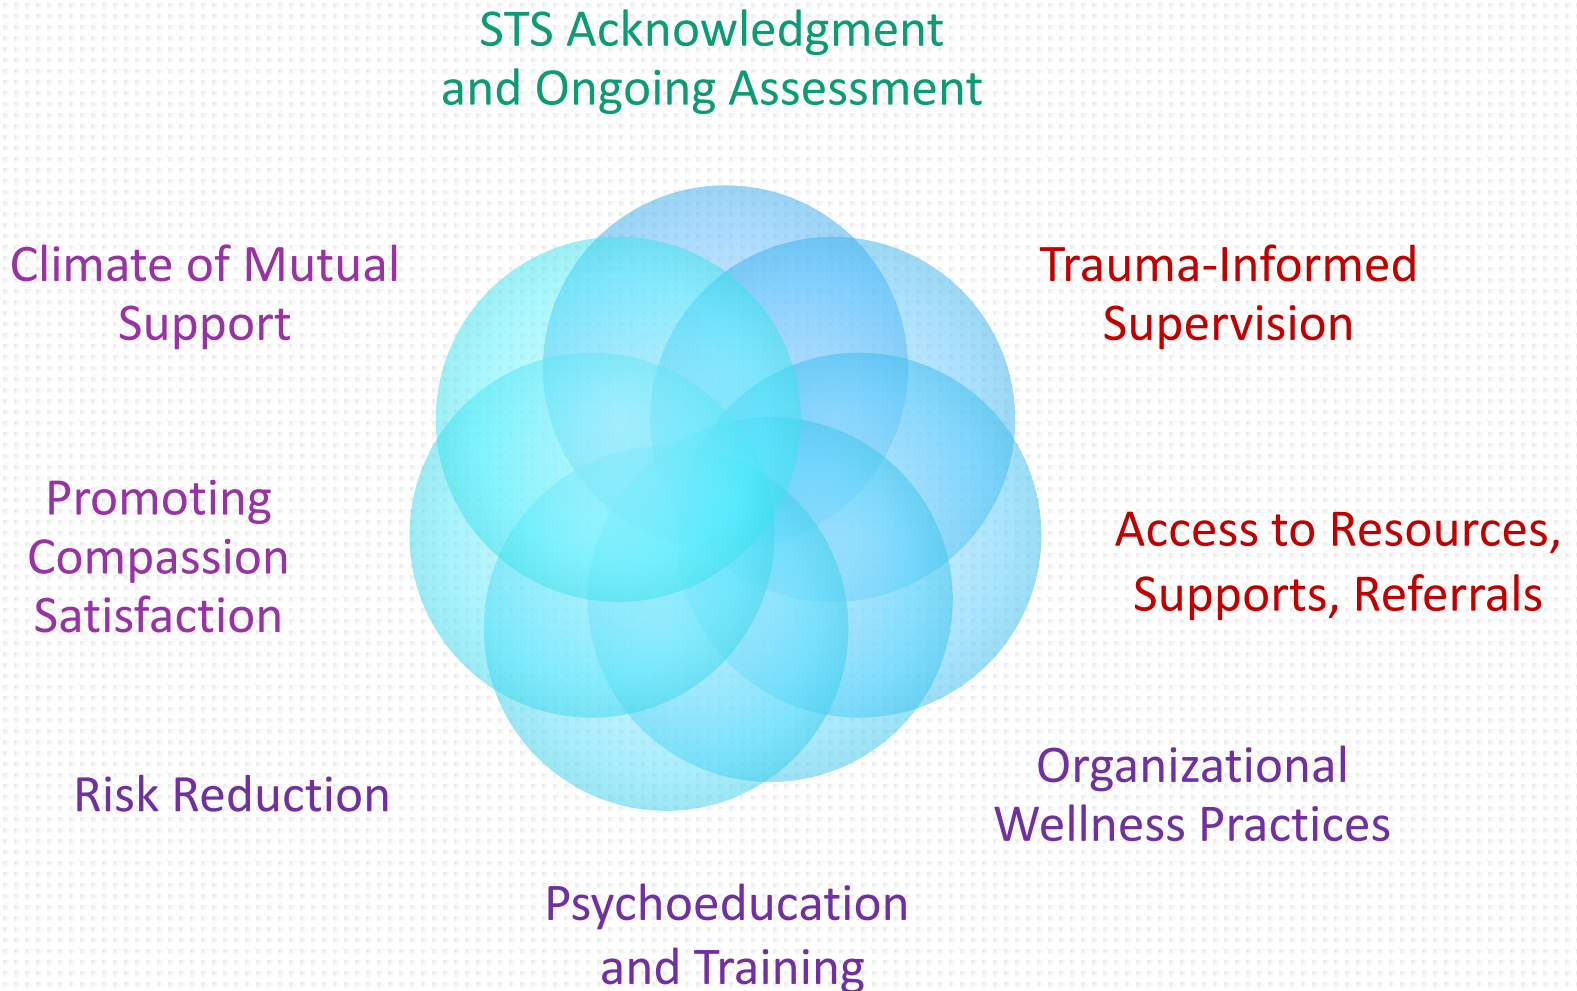 STS Acknowledgment
and Ongoing Assessment
Climate of Mutual
Support
Trauma-Informed
Supervision
Promoting
Compassion
Satisfaction
Access to Resources,
Supports, Referrals
Risk Reduction
Organizational
Wellness Practices
Psychoeducation
and Training